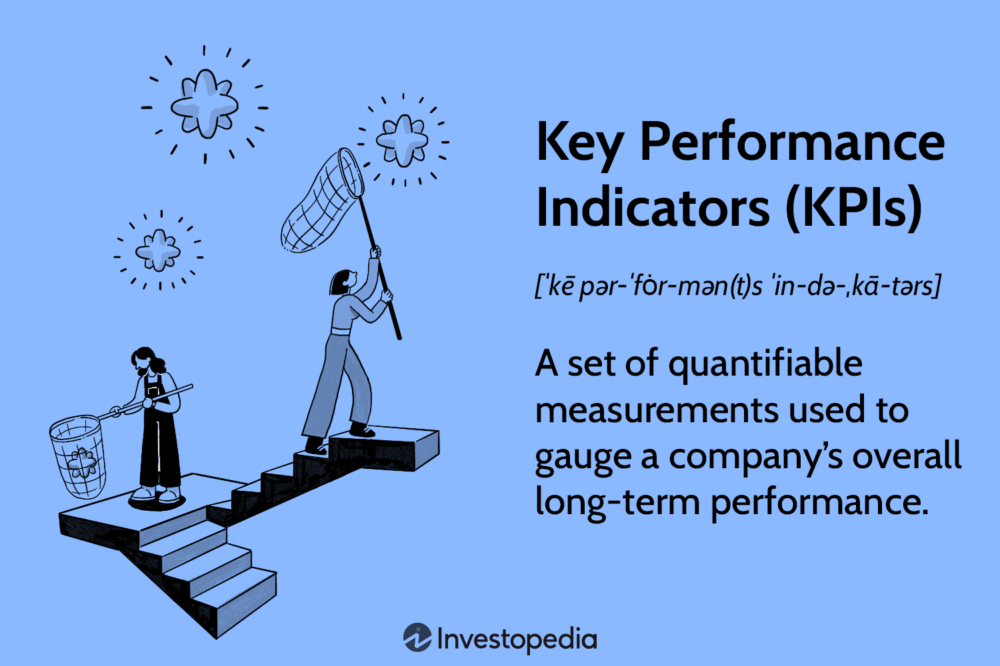 Key Performance
Indicators (KPIs)
[ˈkē pər-ˈfȯr-mən(t)s ˈin-də-ˌkā-tərs]
A set of quantifiable
measurements used to
gauge a company’s overall
long-term performance.
Investopedia